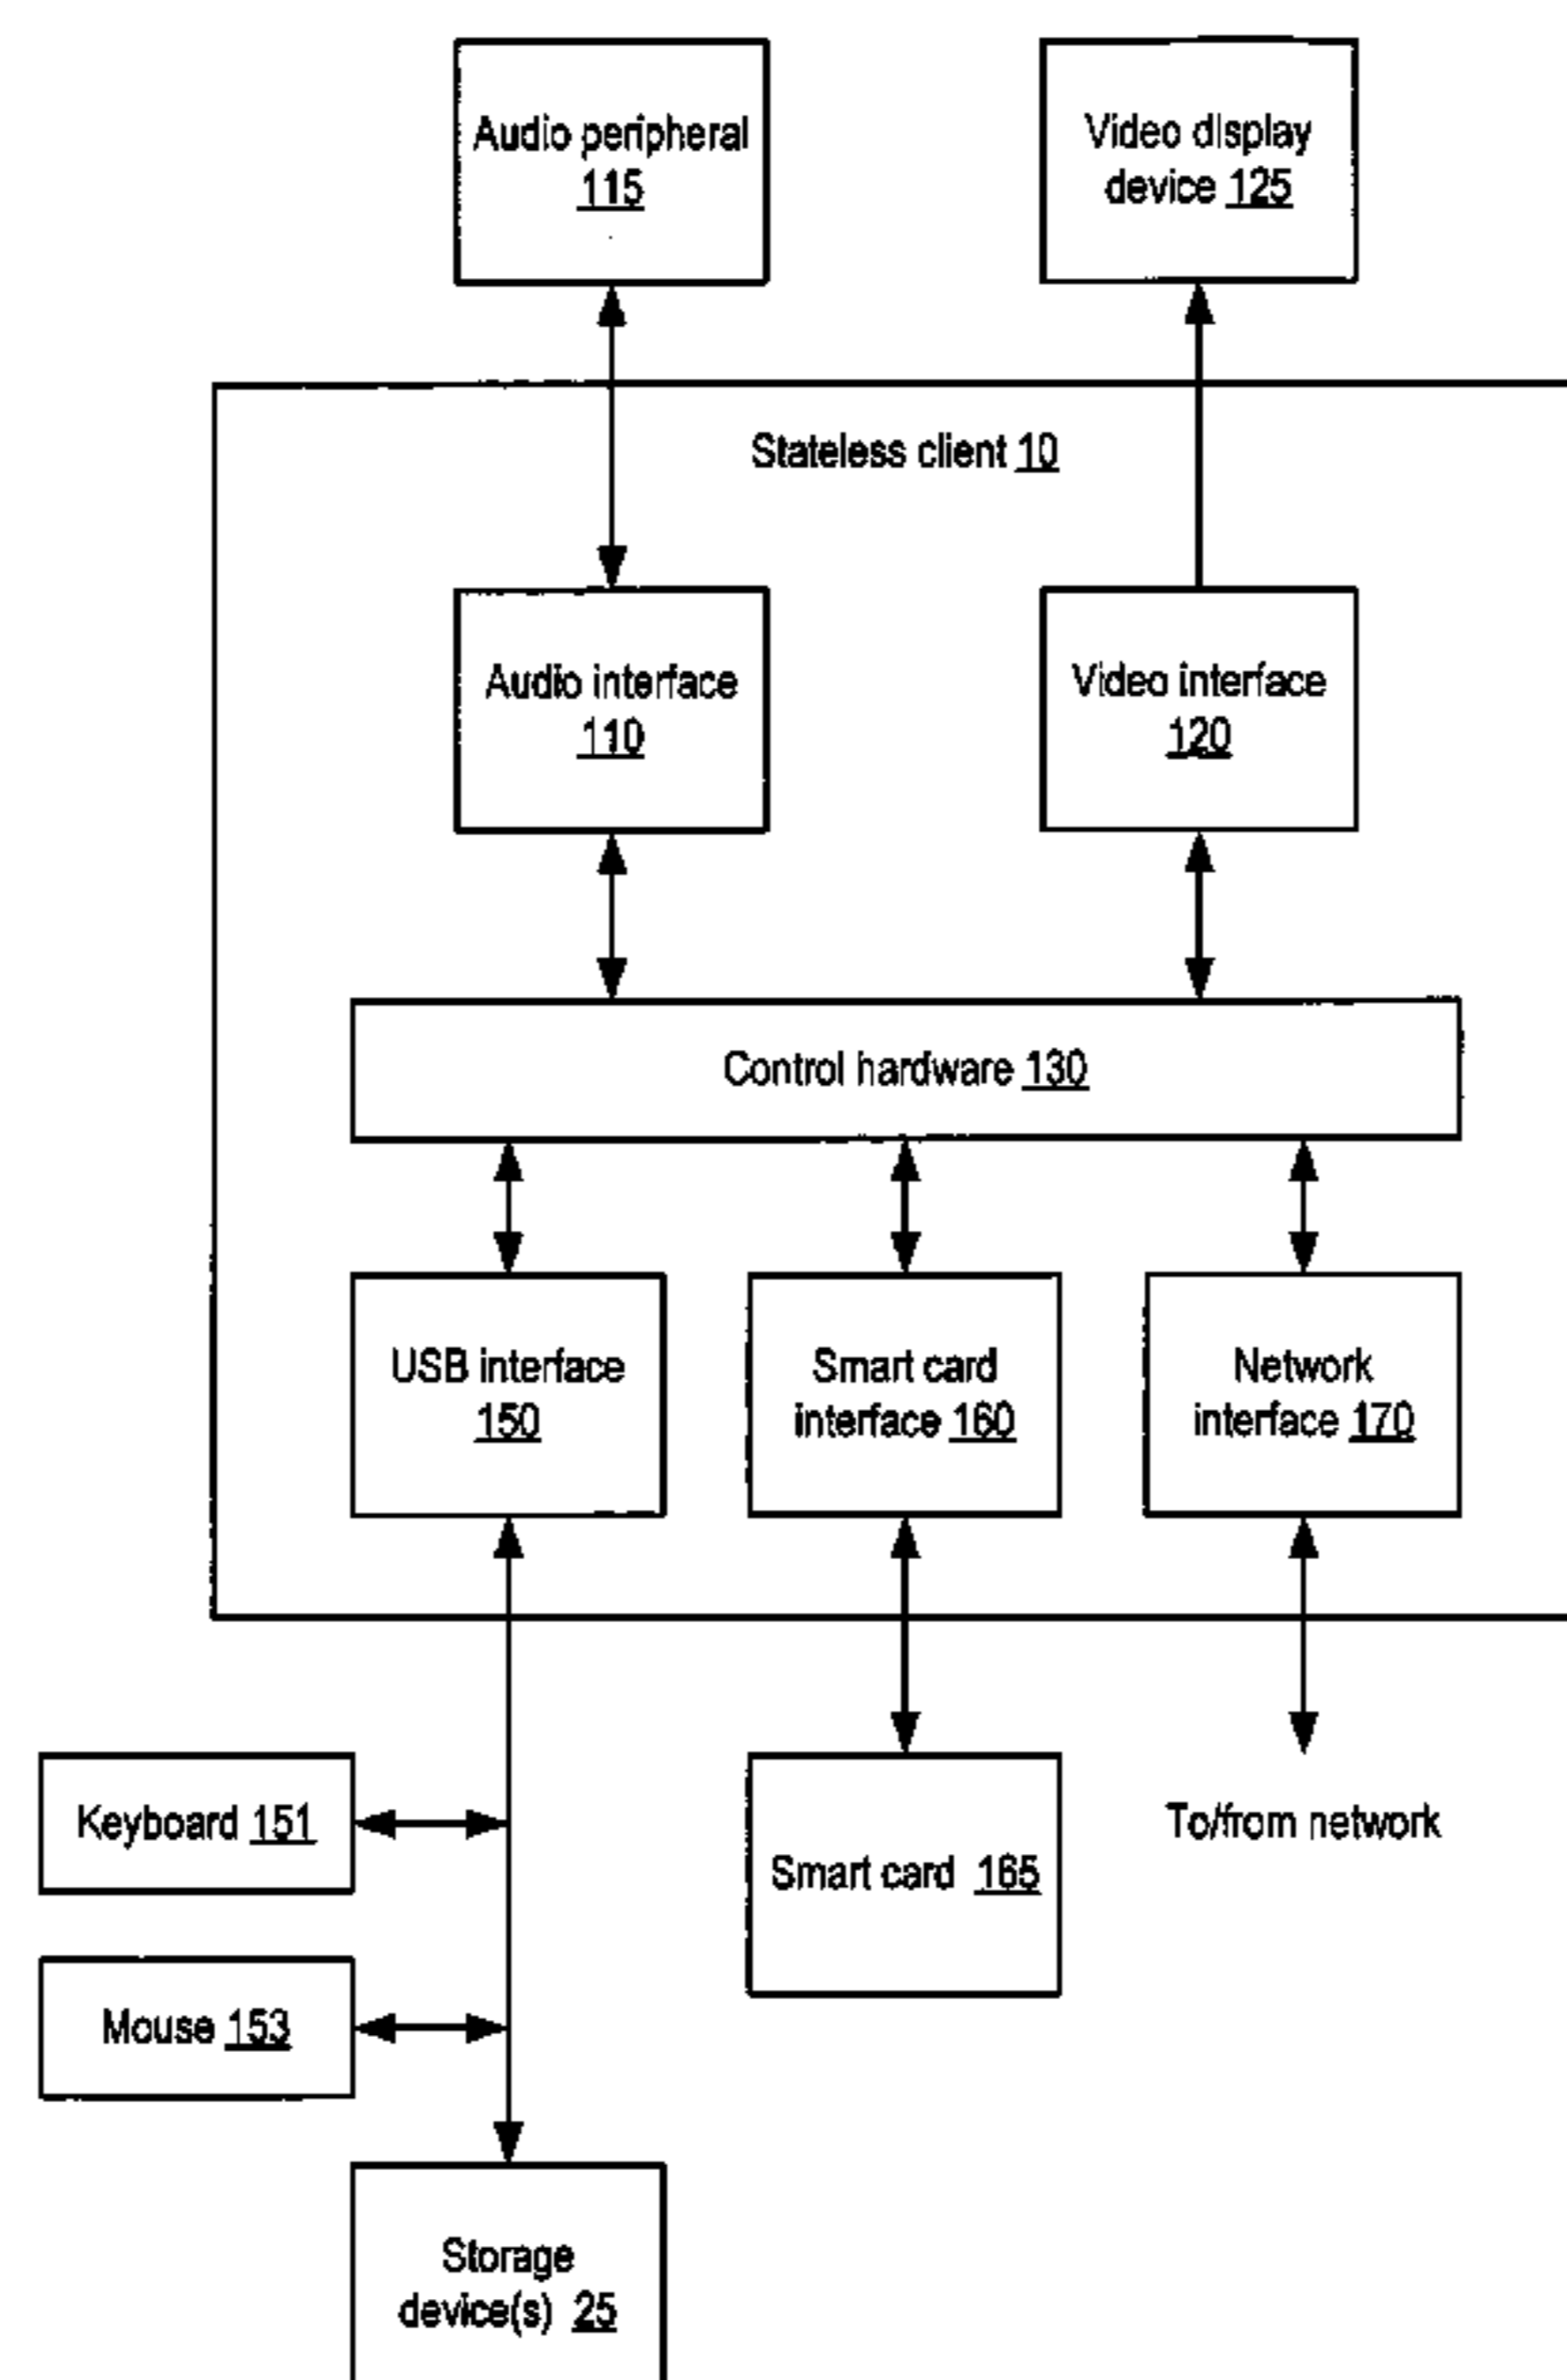 Audio peripheral
115
Video display
device 125
Stateless client 10
Audio interface
110
Video interface
120
Control hardware 130
USB interface
150
Smart card
interface 160
Network
interface 170
Keyboard 151
To/from network
Smart card 165
Mouse 153
Storage
device(s) 25